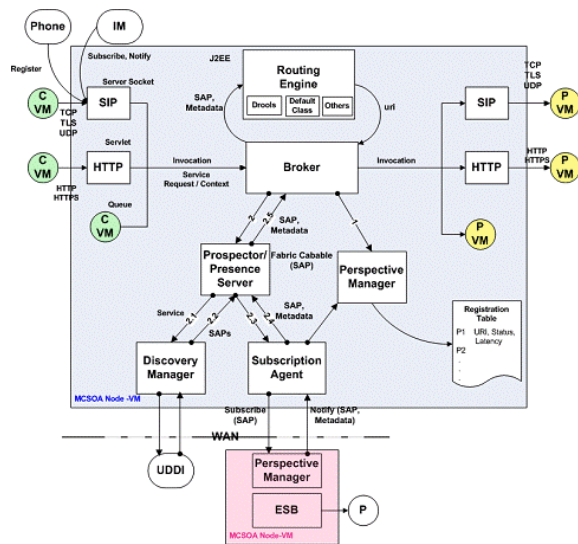 Phone
IM
Subscribe, Notify
Register
Server Socket
J2EE
Routing
Engine
Drools
Default
Class
Others
SAP,
Metadata
uri
C
VM
TCP
TLS
UDP
SIP
SIP
TCP
TLS
UDP
P
VM
Servlet
C
VM
HTTP
HTTPS
HTTP
Invocation
Service
Request / Context
Broker
Invocation
HTTP
HTTP
HTTPS
P
VM
Queue
C
VM
P
VM
2
2.5
SAP,
Metadata
1
Fabric Cabable
(SAP)
Prospector/
Presence
Server
Perspective
Manager
Service
2.1
2.2
SAPs
2.3
2.4
SAP,
Metadata
Registration
Table
P1 URI, Status,
Latency
P2
.
.
.
Discovery
Manager
Subscription
Agent
MCSOA Node -VM
Subscribe
(SAP)
Notify (SAP,
Metadata)
WAN
UDDI
Perspective
Manager
ESB
P
MCSOA Node-VM